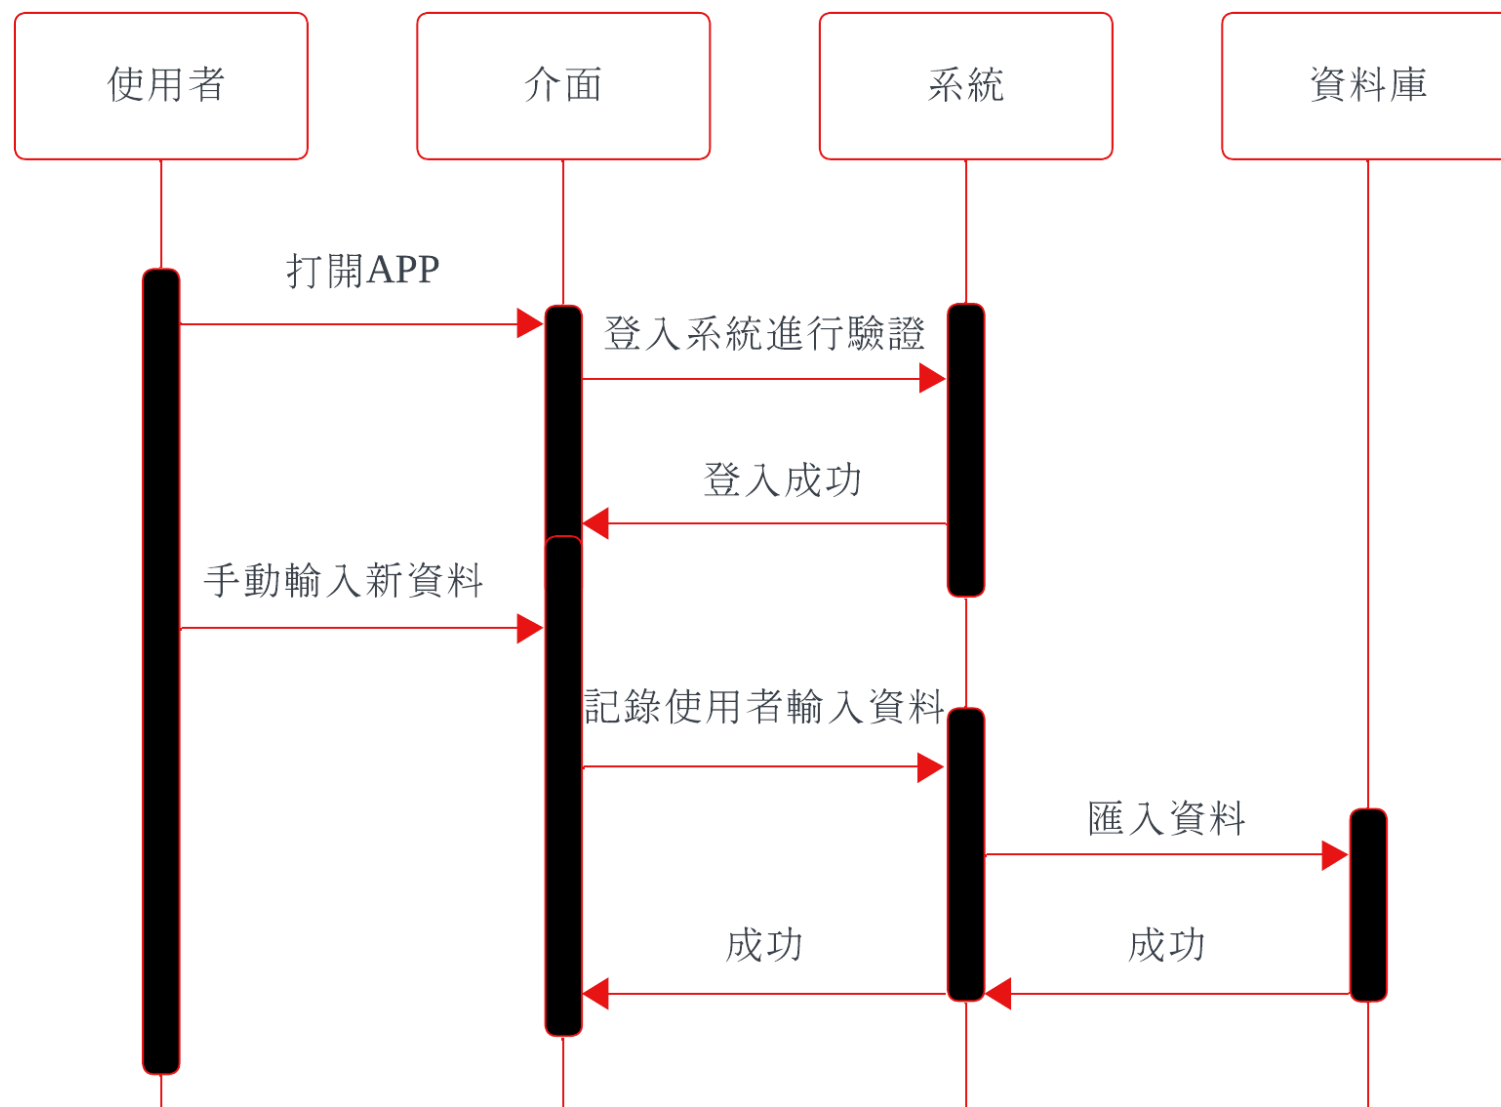 使用者
介面
系統
資料庫
打開APP
登入系統進行驗證
登入成功
手動輸入新資料
記錄使用者輸入資料
匯入資料
成功
成功